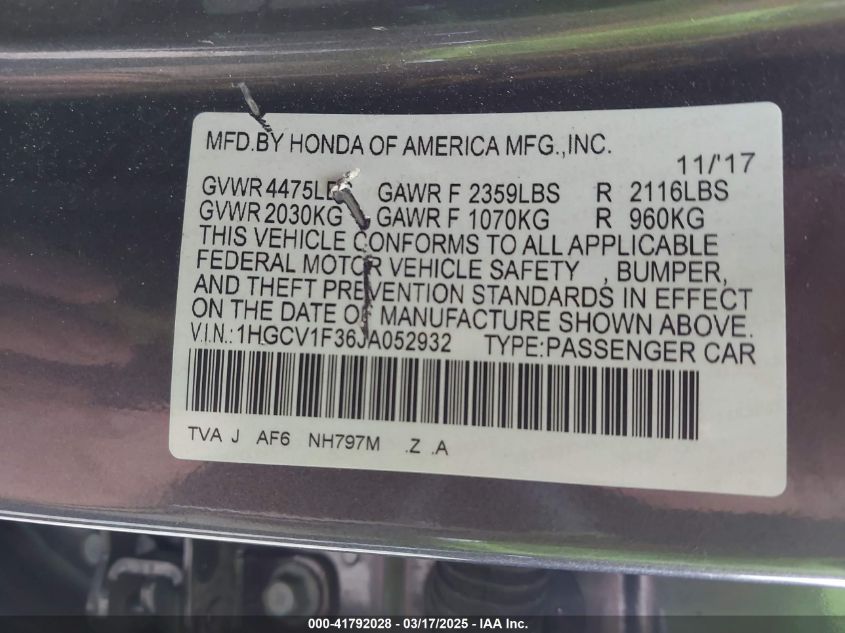 MFD.BY HONDA OF AMERICA MFG.,INC.
11/'17
GVWR 4475LBS GAWR F 2359LBS R 2116LBS
GVWR 2030KG GAWR F 1070KG R 960KG
THIS VEHICLE CONFORMS TO ALL APPLICABLE
FEDERAL MOTOR VEHICLE SAFETY , BUMPER,
AND THEFT PREVENTION STANDARDS IN EFFECT
ON THE DATE OF MANUFACTURE SHOWN ABOVE.
V.I.N.:1HGCV1F36JA052932 TYPE:PASSENGER CAR
TVA J AF6 NH797M .Z .A
000-41792028 - 03/17/2025 - IAA Inc.